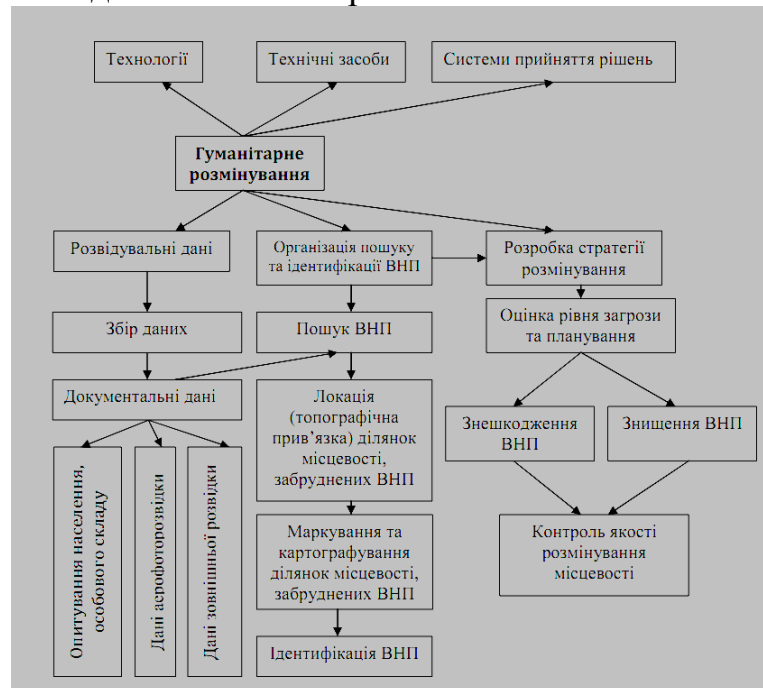 Технології
Технічні засоби
Системи прийняття рішень
Гуманітарне
розмінування
Розвідувальні дані
Організація пошуку
та ідентифікації ВНП
Розробка стратегії
розмінування
Збір даних
Пошук ВНП
Оцінка рівня загрози
та планування
Документальні дані
Локація
(топографічна
прив’язка) ділянок
місцевості,
забруднених ВНП
Знешкодження
ВНП
Знищення ВНП
Опитування населення,
особового складу
Дані аерофоторозвідки
Дані зовнішньої розвідки
Маркування та
картографування
ділянок місцевості,
забруднених ВНП
Контроль якості
розмінування
місцевості
Ідентифікація ВНП